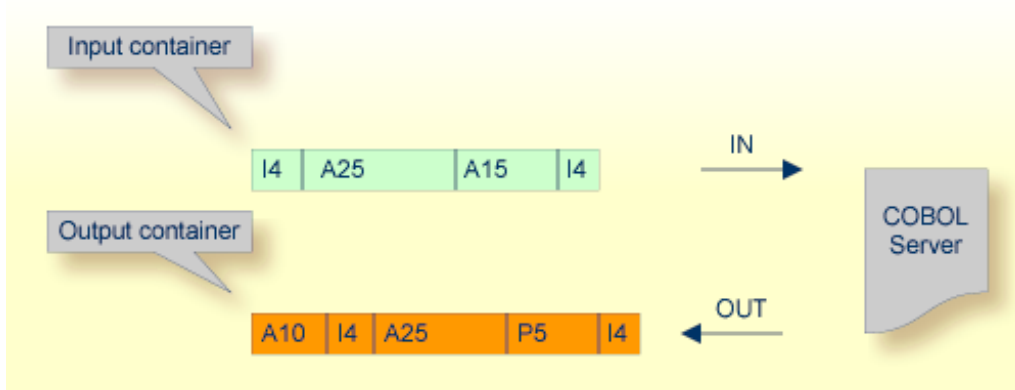 Input container
I4 A25 A15 I4
IN
COBOL
Server
Output container
A10 I4 A25 P5 I4
OUT